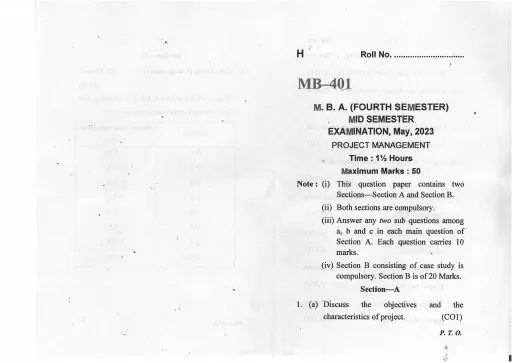 H Roll No. ..............................
MB–401
M. B. A. (FOURTH SEMESTER)
MID SEMESTER
EXAMINATION, May, 2023
PROJECT MANAGEMENT
Time : 1½ Hours
Maximum Marks : 50
Note : (i) This question paper contains two
Sections—Section A and Section B.
(ii) Both sections are compulsory.
(iii) Answer any two sub questions among
a, b and c in each main question of
Section A. Each question carries 10
marks.
(iv) Section B consisting of case study is
compulsory. Section B is of 20 Marks.
Section—A
1. (a) Discuss the objectives and the
characteristics of project. (CO1)
P. T. O.